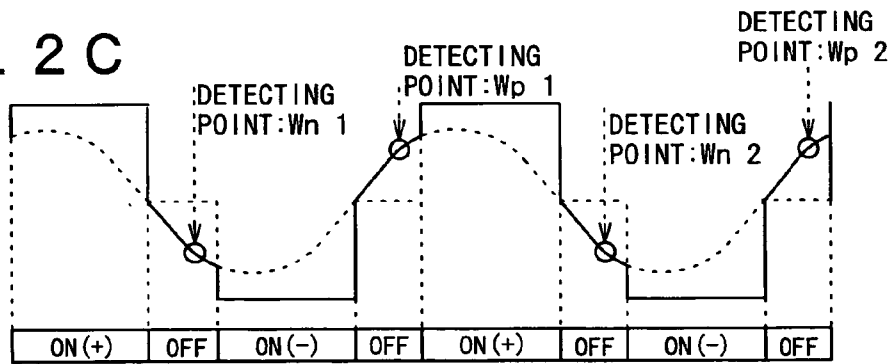 . 2 C
DETECTING
POINT:Wn 1
DETECTING
POINT:Wp 1
DETECTING
POINT:Wn 2
DETECTING
POINT:Wp 2
ON(+) OFF ON(-) OFF ON(+) OFF ON(-) OFF